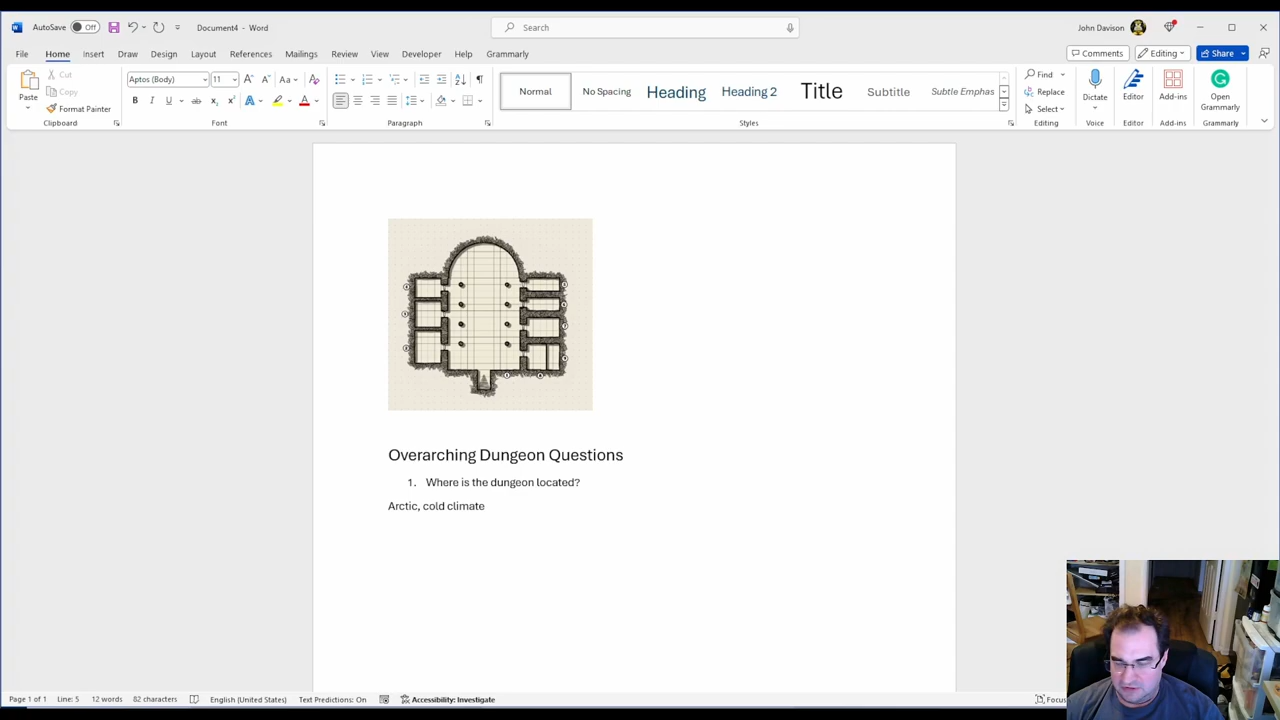 AutoSave Off Document4 - Word Search John Davison
File Home Insert Draw Design Layout References Mailings Review View Developer Help Grammarly Comments Editing Share
Paste Cut Copy Format Painter Aptos (Body) 11 Aa
Normal No Spacing Heading Heading 2 Title Subtitle Subtle Emphas
Find Replace Select Dictate Editor Add-ins Open Grammarly
Clipboard Font Paragraph Styles Editing Voice Editor Add-ins Grammarly
Overarching Dungeon Questions
1. Where is the dungeon located?
Arctic, cold climate
Page 1 of 1 Line: 5 12 words 82 characters English (United States) Text Predictions: On Accessibility: Investigate Focus